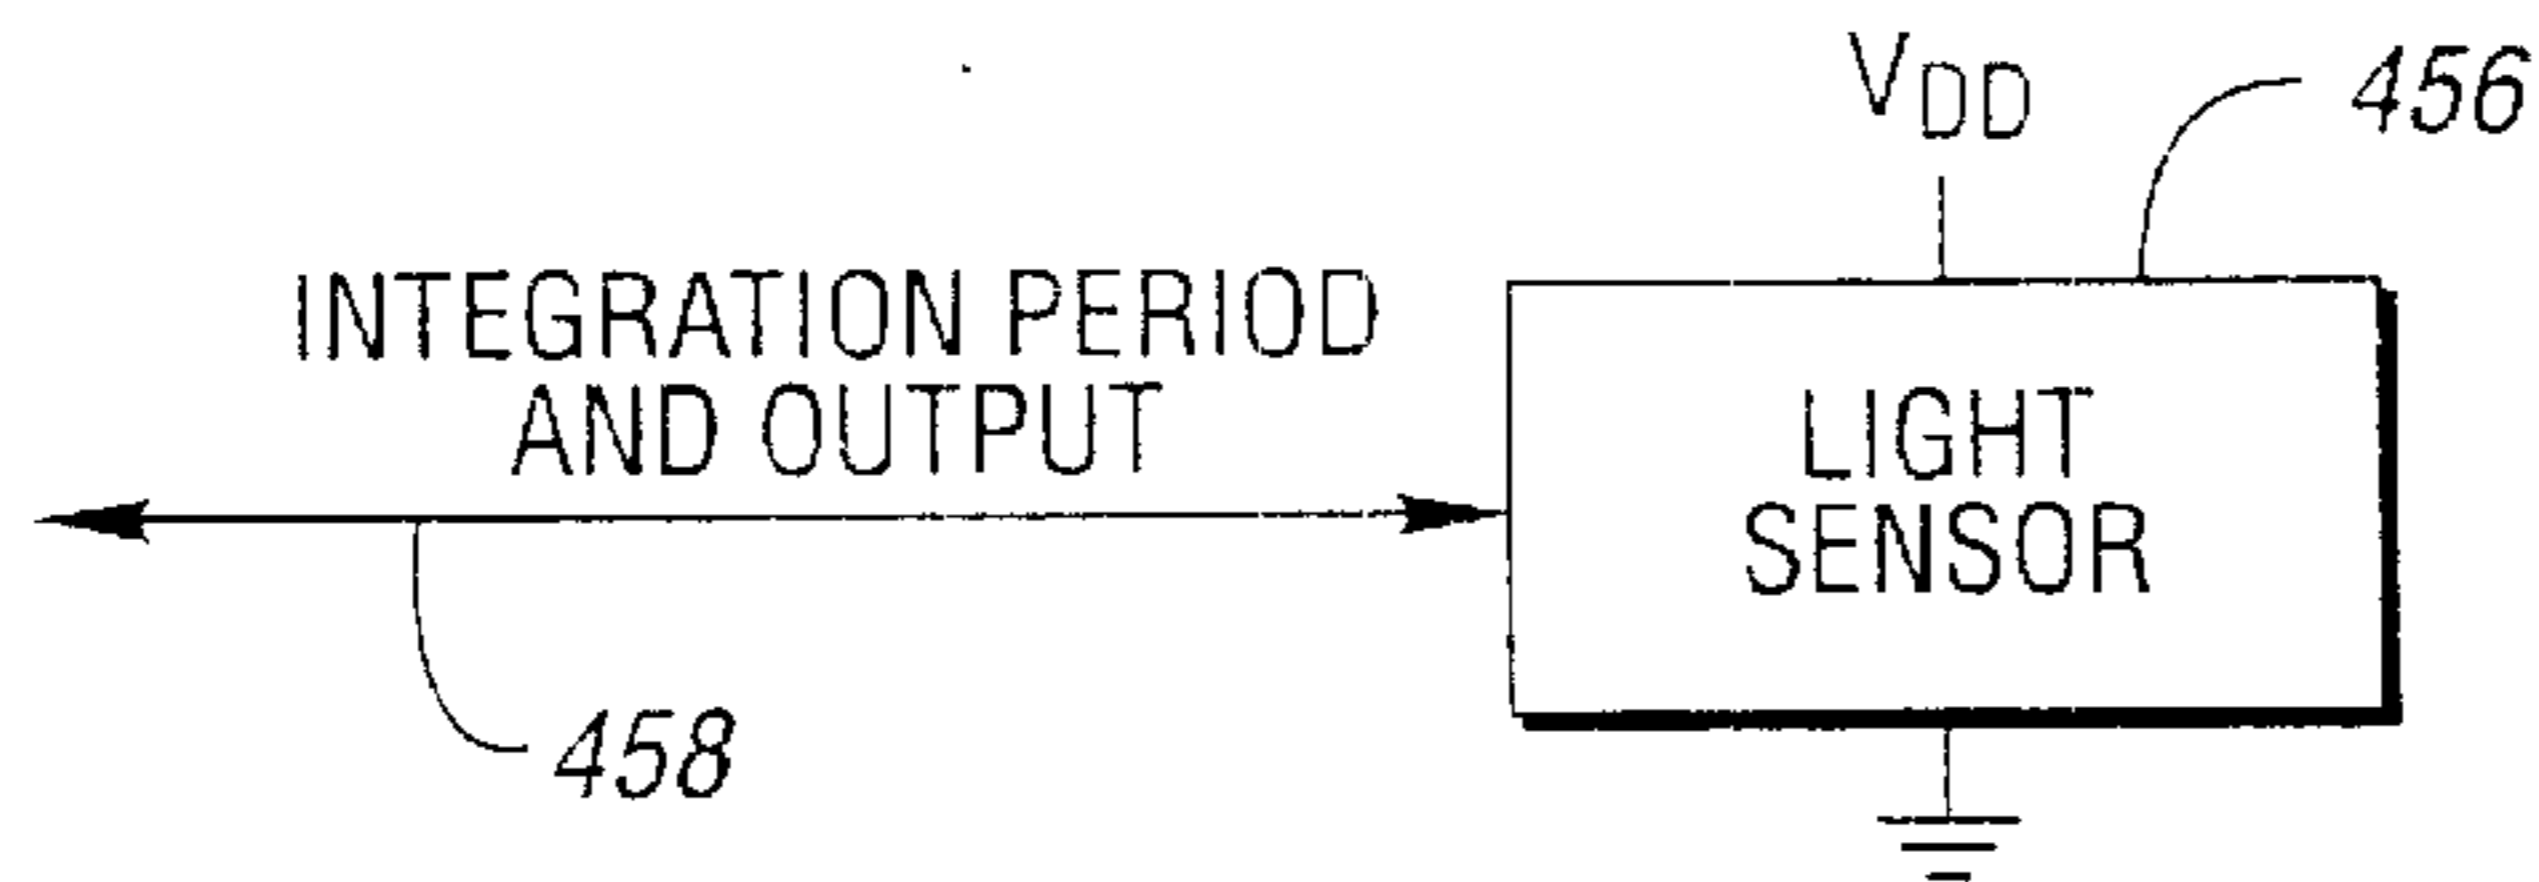 VDD
456
INTEGRATION PERIOD
AND OUTPUT
LIGHT
SENSOR
458